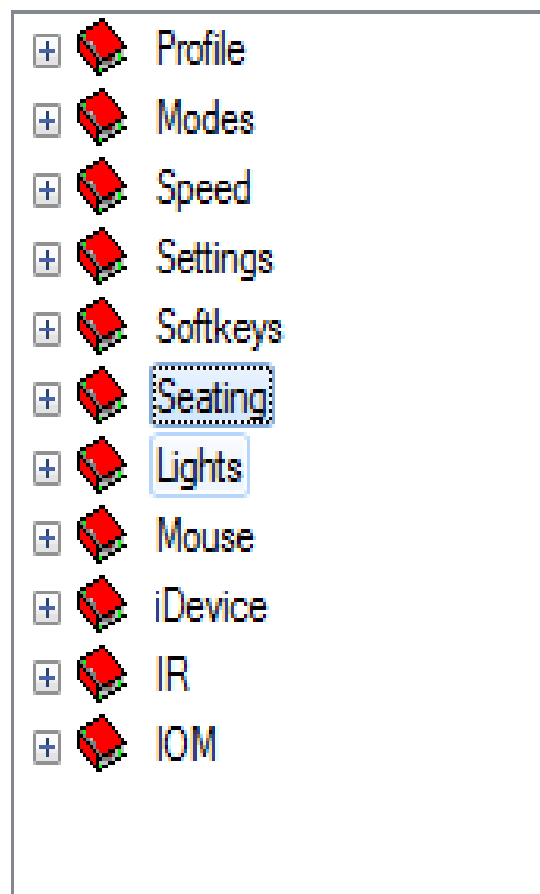 Profile
Modes
Speed
Settings
Softkeys
Seating
Lights
Mouse
iDevice
IR
IOM